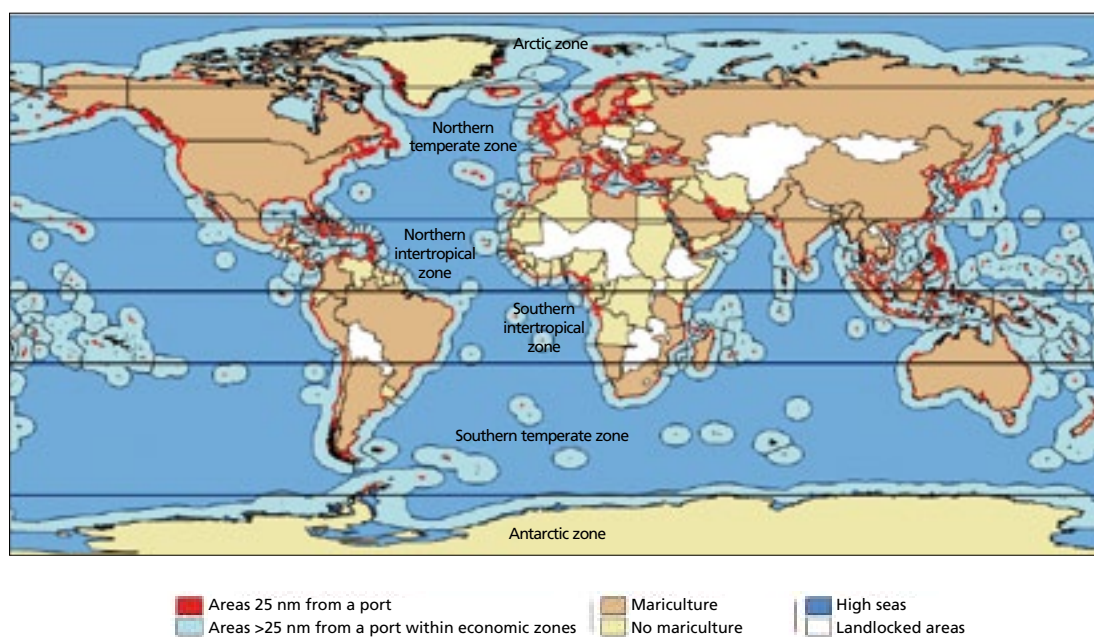 Arctic zone
Northern
temperate zone
Northern
intertropical
zone
Southern
intertropical
zone
Southern temperate zone
Antarctic zone
Areas 25 nm from a port
Areas >25 nm from a port within economic zones
Mariculture
No mariculture
High seas
Landlocked areas